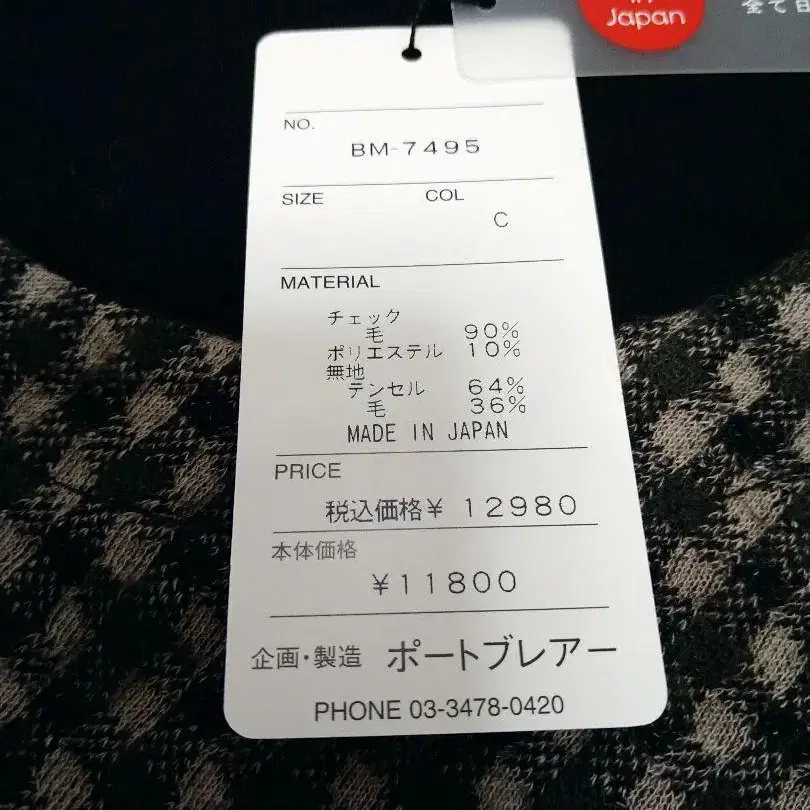 Japan
全て日
NO.
BM-7495
SIZE COL
C
MATERIAL
チェック
毛 90%
ポリエステル 10%
無地
テンセル 64%
毛 36%
MADE IN JAPAN
PRICE
税込価格¥ 12980
本体価格
¥11800
企画・製造 ポートブレアー
PHONE 03-3478-0420